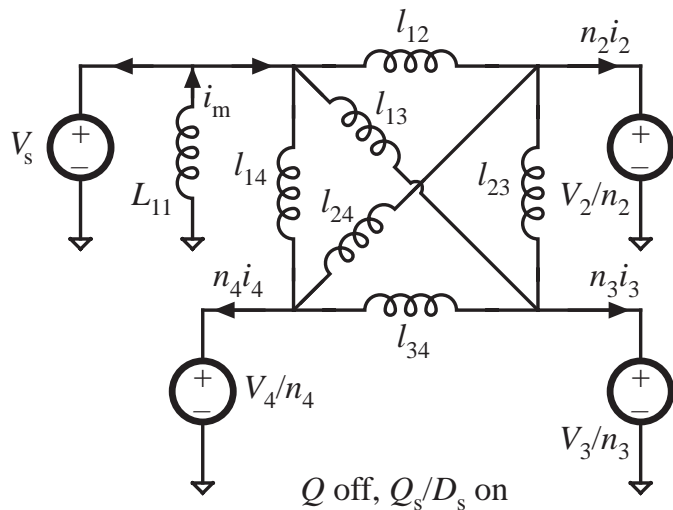 l₁₂
n₂i₂
iₘ
l₁₃
Vₛ
+
−
+
−
l₁₄
l₂₃
L₁₁
l₂₄
V₂/n₂
n₄i₄
n₃i₃
l₃₄
+
−
V₄/n₄
+
−
V₃/n₃
Q off, Qₛ/Dₛ on